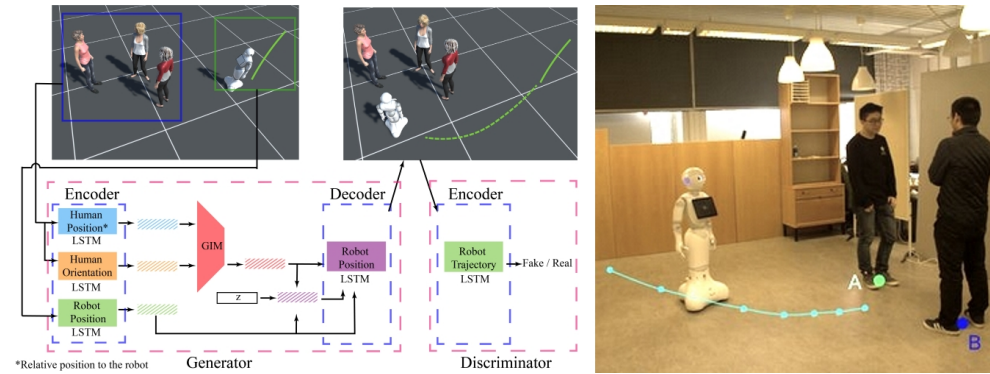 Encoder
Human
Position*
LSTM
Human
Orientation
LSTM
Robot
Position
LSTM
GIM
z
Decoder
Robot
Position
LSTM
Encoder
Robot
Trajectory
LSTM
Fake / Real
*Relative position to the robot
Generator
Discriminator
A
B